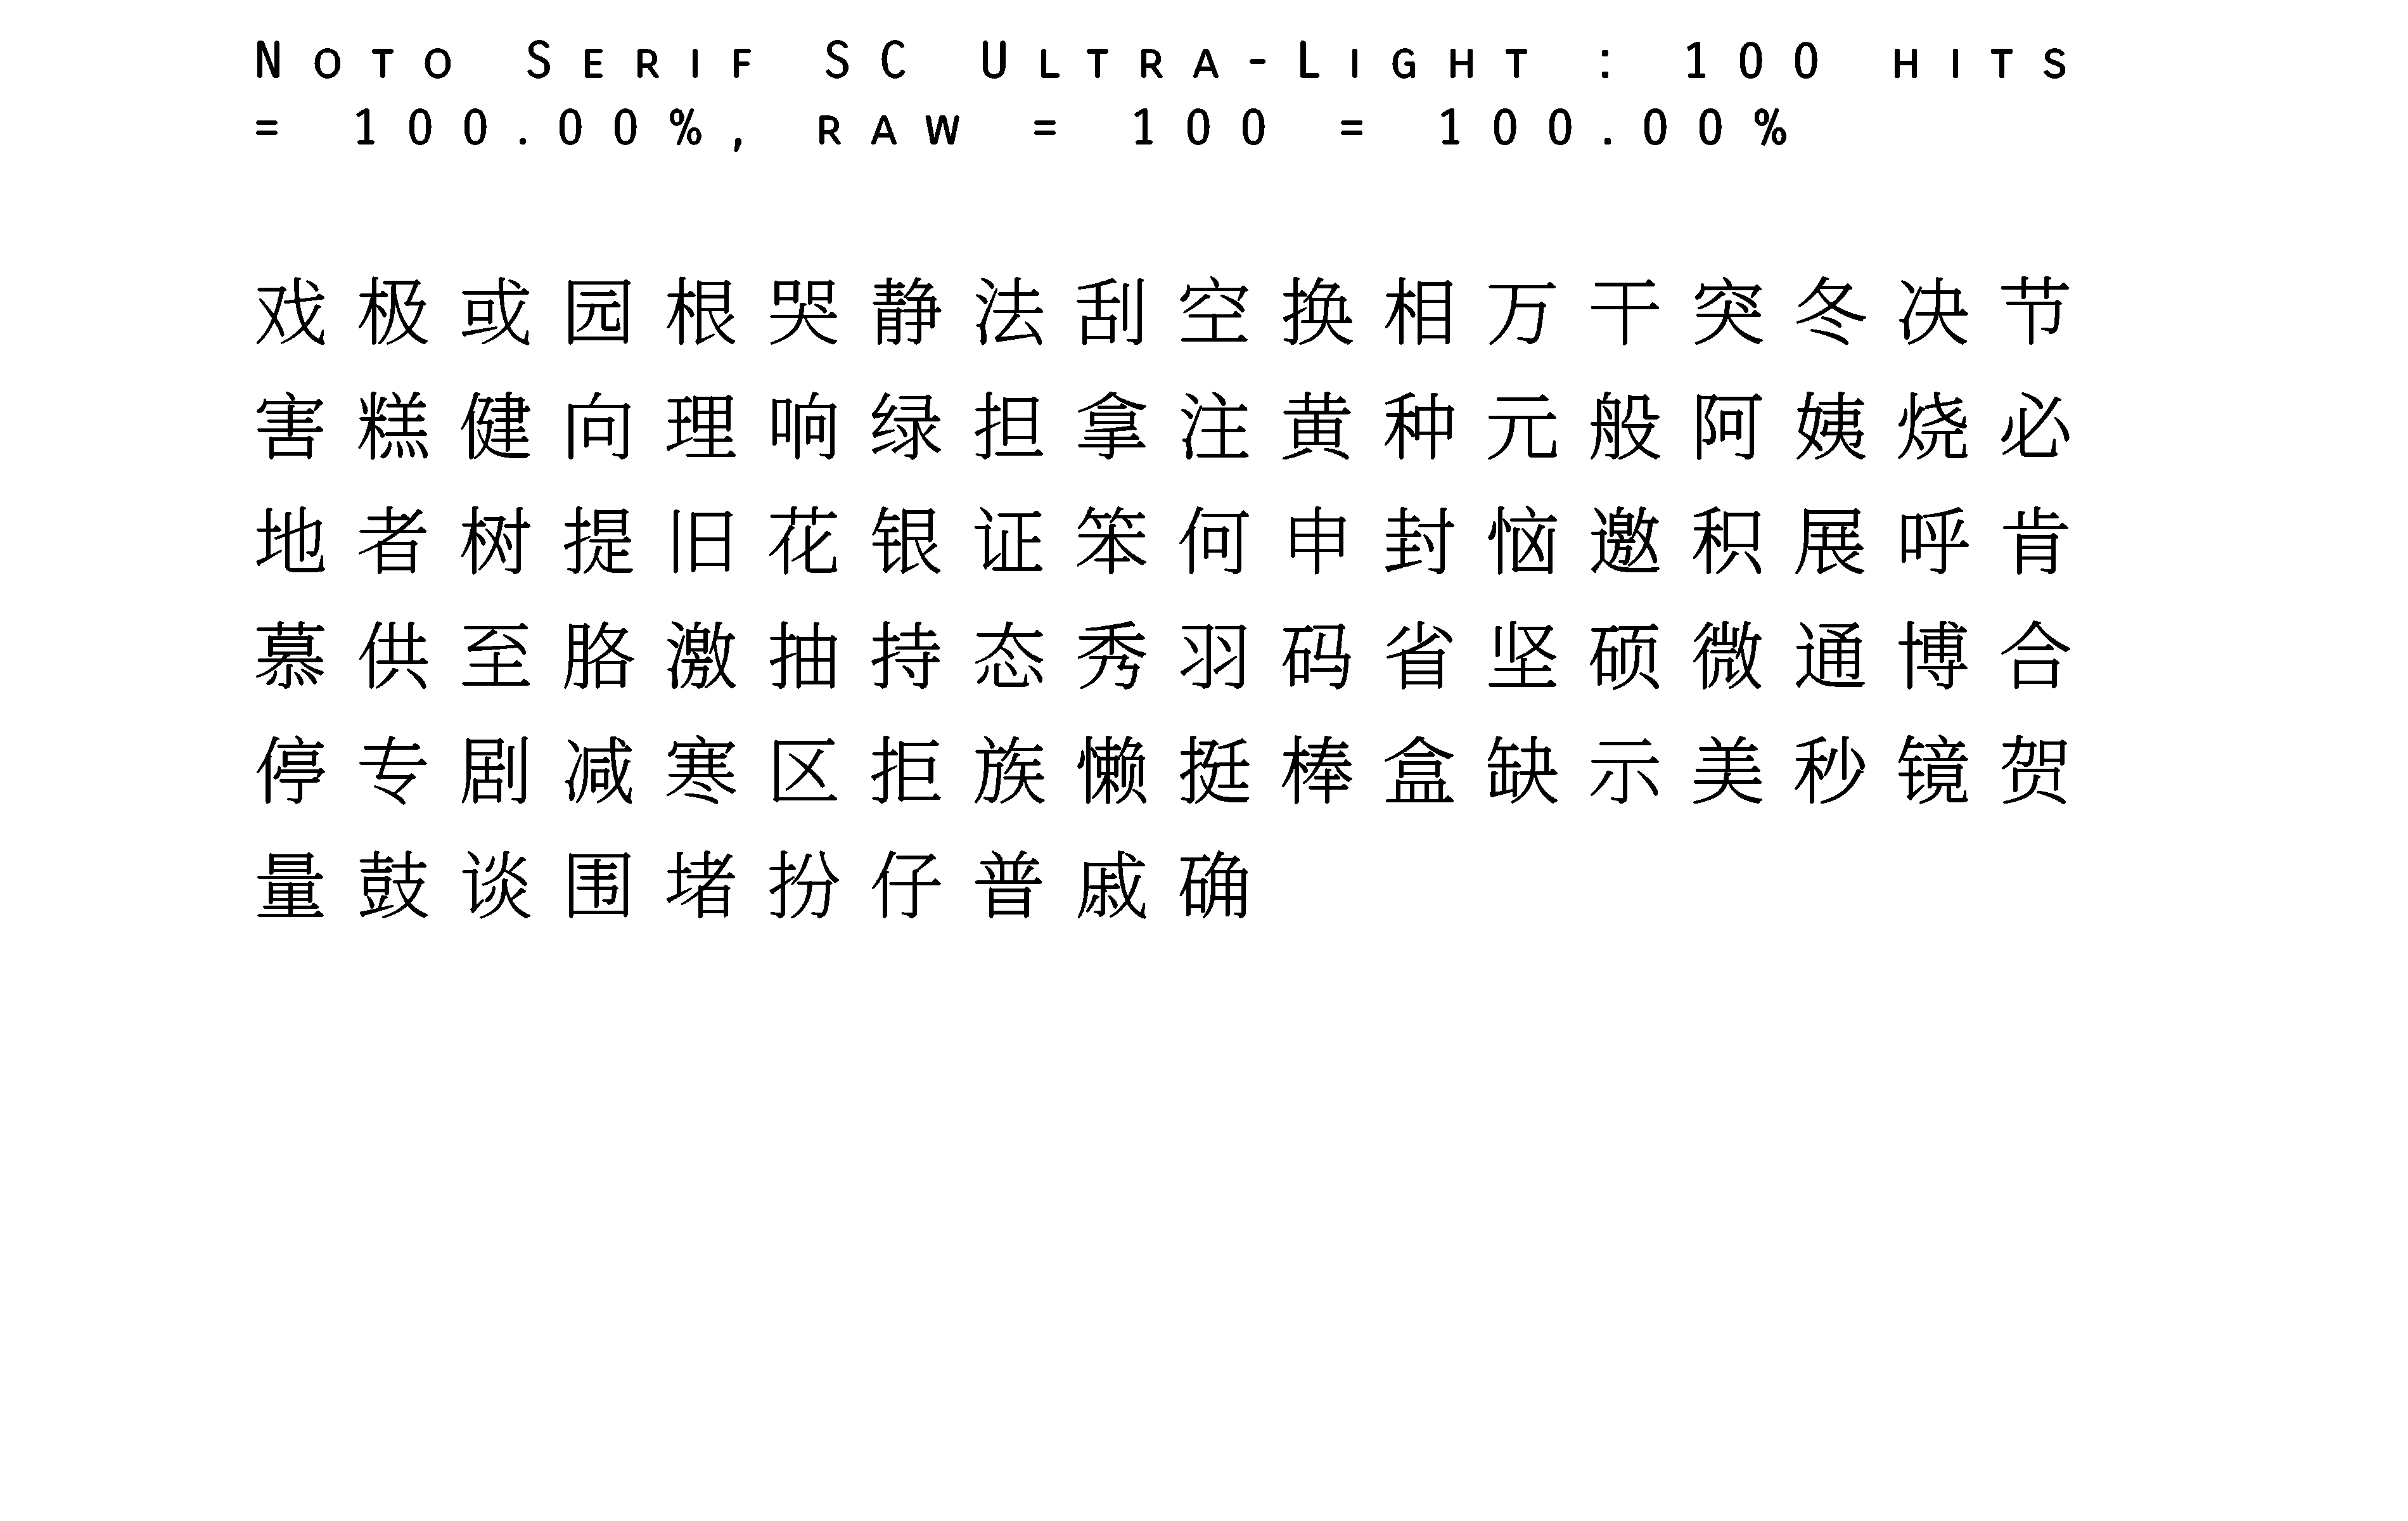 Noto Serif SC Ultra-Light : 100 hits
= 100.00%, raw = 100 = 100.00%
戏极或园根哭静法刮空换相万干突冬决节
害糕健向理响绿担拿注黄种元般阿姨烧必
地者树提旧花银证笨何申封恼邀积展呼肯
慕供至胳激抽持态秀羽码省坚硕微通博合
停专剧减寒区拒族懒挺棒盒缺示美秒镜贺
量鼓谈围堵扮仔普戚确